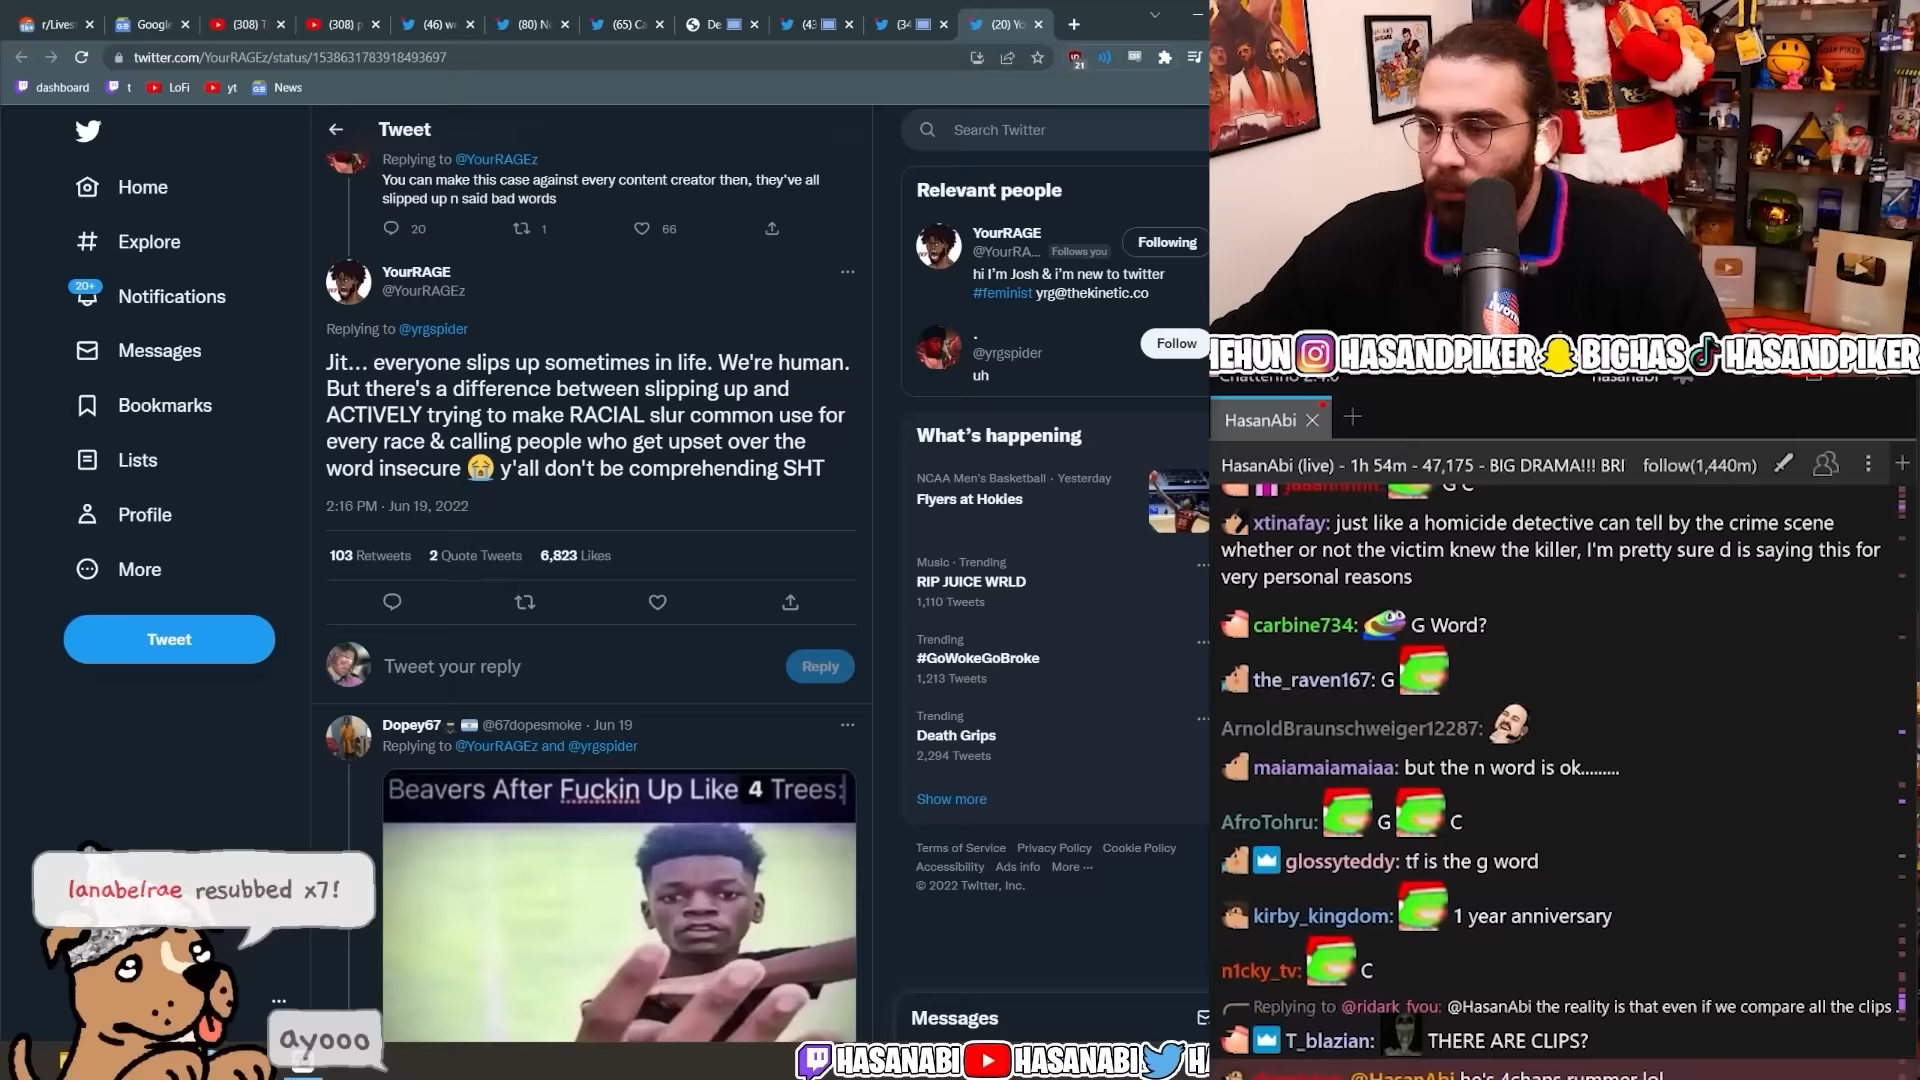 r/Lives
Googl
(308) T
(308) p
(46) w
(80) N
(65) Ca
De
(43
(34
(20) Yo
twitter.com/YourRAGEz/status/1538631783918493697
21
dashboard
t
LoFi
yt
News
Home
Explore
20+
Notifications
Messages
Bookmarks
Lists
Profile
More
Tweet
Tweet
Replying to @YourRAGEz
You can make this case against every content creator then, they've all
slipped up n said bad words
20
1
66
YourRAGE
@YourRAGEz
Replying to @yrgspider
Jit... everyone slips up sometimes in life. We're human.
But there's a difference between slipping up and
ACTIVELY trying to make RACIAL slur common use for
every race & calling people who get upset over the
word insecure 😭 y'all don't be comprehending SHT
2:16 PM · Jun 19, 2022
103 Retweets 2 Quote Tweets 6,823 Likes
Tweet your reply
Reply
Dopey67 @67dopesmoke · Jun 19
Replying to @YourRAGEz and @yrgspider
Beavers After Fuckin Up Like 4 Trees:
Search Twitter
Relevant people
YourRAGE
@YourRA... Follows you
Following
hi I'm Josh & i'm new to twitter
#feminist yrg@thekinetic.co
.
@yrgspider
Follow
uh
What's happening
NCAA Men's Basketball · Yesterday
Flyers at Hokies
Music · Trending
RIP JUICE WRLD
1,110 Tweets
Trending
#GoWokeGoBroke
1,213 Tweets
Trending
Death Grips
2,294 Tweets
Show more
Terms of Service Privacy Policy Cookie Policy
Accessibility Ads info More ...
© 2022 Twitter, Inc.
Messages
lanabelrae resubbed x7!
ayooo
HASANABI HASANABI
HEHUN HASANDPIKER BIGHAS HASANDPIKER
HasanAbi
HasanAbi (live) - 1h 54m - 47,175 - BIG DRAMA!!! BRI follow(1,440m)
G C
xtinafay: just like a homicide detective can tell by the crime scene
whether or not the victim knew the killer, I'm pretty sure d is saying this for
very personal reasons
carbine734: G Word?
the_raven167: G
ArnoldBraunschweiger12287:
maiamaiamaiaa: but the n word is ok.........
AfroTohru: G C
glossyteddy: tf is the g word
kirby_kingdom: 1 year anniversary
n1cky_tv: C
Replying to @ridark_fvou: @HasanAbi the reality is that even if we compare all the clips
T_blazian: THERE ARE CLIPS?
@HasanAbi he's 4chans rummer lol